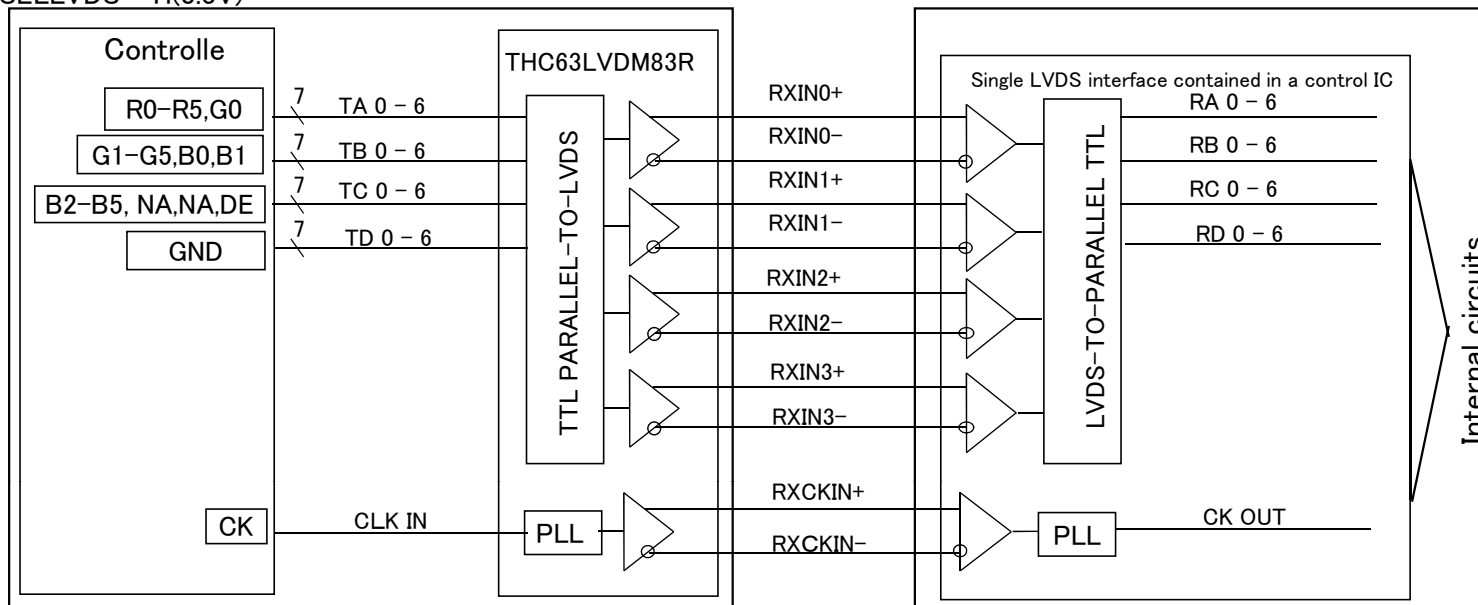 Controlle
THC63LVDM83R
Single LVDS interface contained in a control IC
R0-R5,G0
7
TA 0 - 6
RXIN0+
RA 0 - 6
G1-G5,B0,B1
7
TB 0 - 6
RXIN0-
RB 0 - 6
B2-B5, NA,NA,DE
7
TC 0 - 6
RXIN1+
RC 0 - 6
GND
7
TD 0 - 6
RXIN1-
RD 0 - 6
TTL PARALLEL-TO-LVDS
LVDS-TO-PARALLEL TTL
RXIN2+
RXIN2-
RXIN3+
RXIN3-
Internal circuits
CK
CLK IN
PLL
RXCKIN+
RXCKIN-
PLL
CK OUT